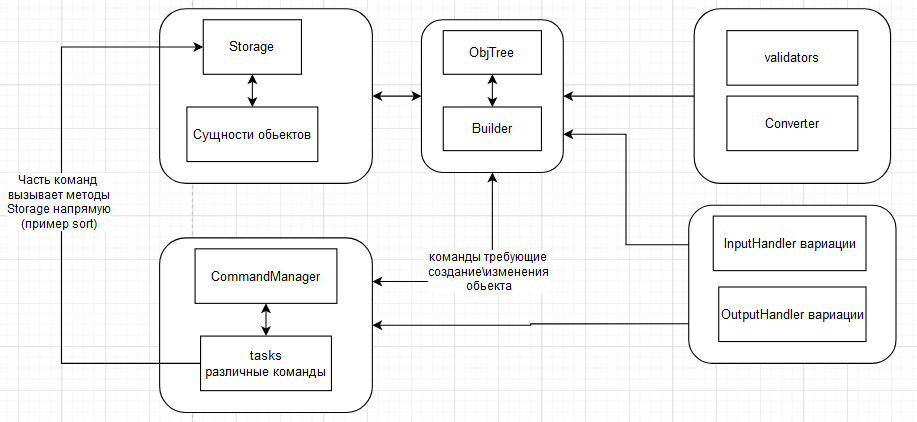 Storage
Сущности обьектов
ObjTree
Builder
validators
Converter
Часть команд
вызывает методы
Storage напрямую
(пример sort)
CommandManager
tasks
различные команды
команды требующие
создание\изменения
обьекта
InputHandler вариации
OutputHandler вариации